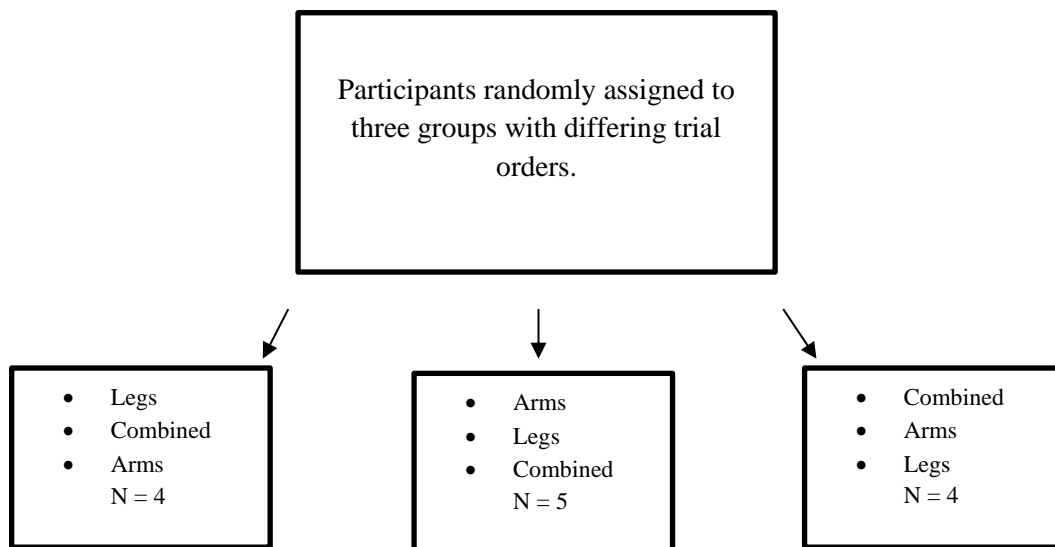 Participants randomly assigned to
three groups with differing trial
orders.
• Legs
• Combined
• Arms
N = 4
• Arms
• Legs
• Combined
N = 5
• Combined
• Arms
• Legs
N = 4